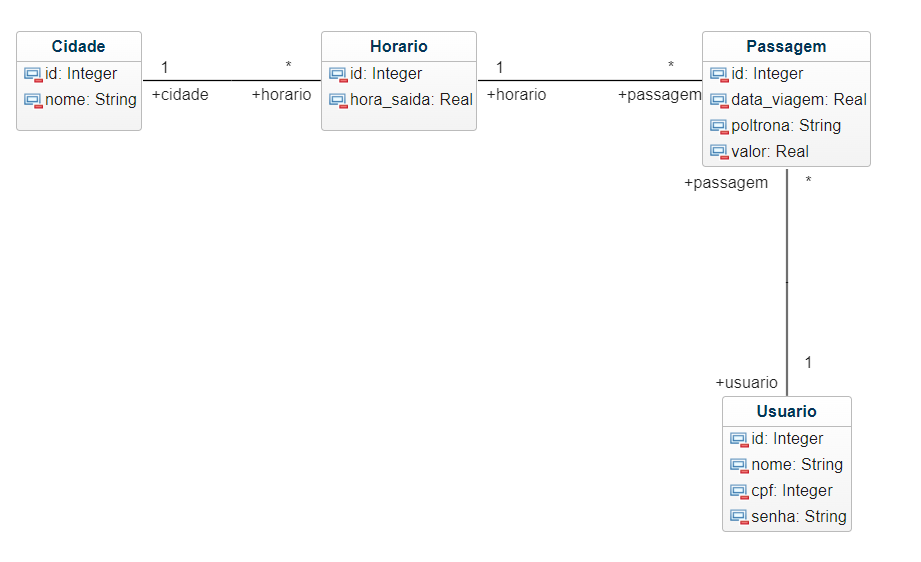 Cidade
id: Integer
nome: String
1
*
+cidade
+horario
Horario
id: Integer
hora_saida: Real
1
*
+horario
+passagem
Passagem
id: Integer
data_viagem: Real
poltrona: String
valor: Real
+passagem
*
1
+usuario
Usuario
id: Integer
nome: String
cpf: Integer
senha: String